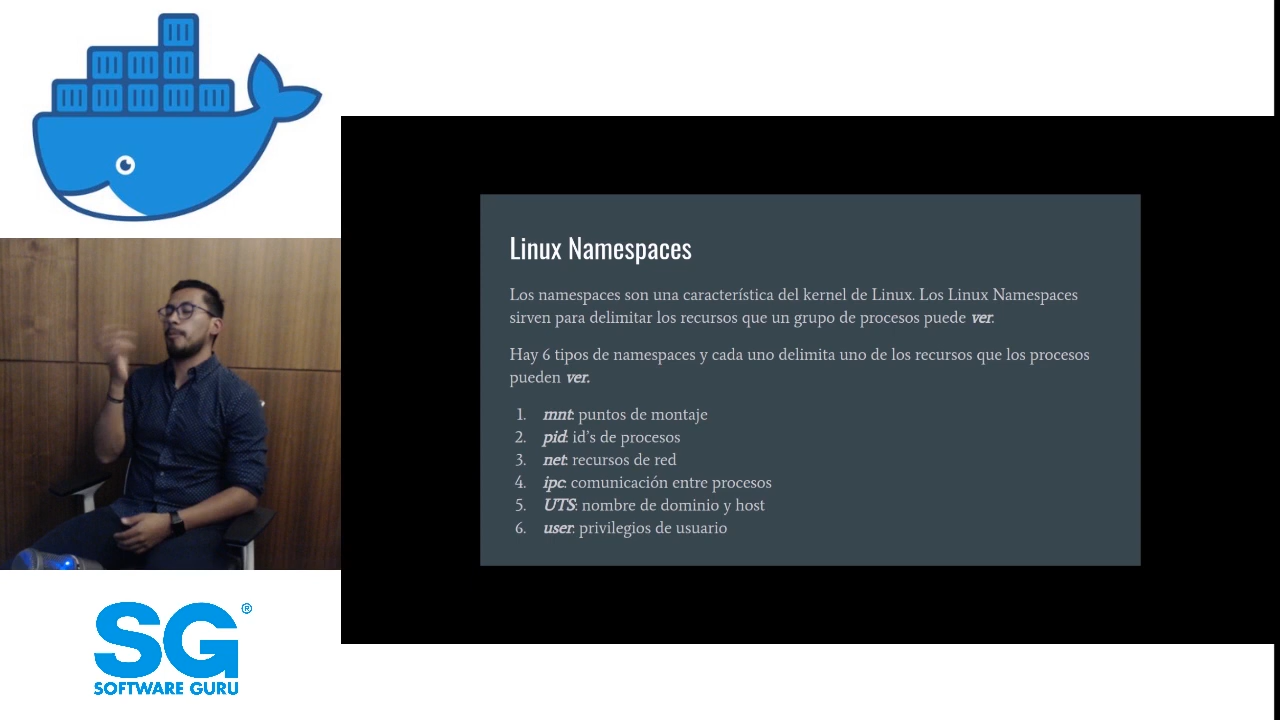 Linux Namespaces
Los namespaces son una característica del kernel de Linux. Los Linux Namespaces
sirven para delimitar los recursos que un grupo de procesos puede ver.
Hay 6 tipos de namespaces y cada uno delimita uno de los recursos que los procesos
pueden ver.
1. mnt: puntos de montaje
2. pid: id's de procesos
3. net: recursos de red
4. ipc: comunicación entre procesos
5. UTS: nombre de dominio y host
6. user: privilegios de usuario
SG®
SOFTWARE GURU